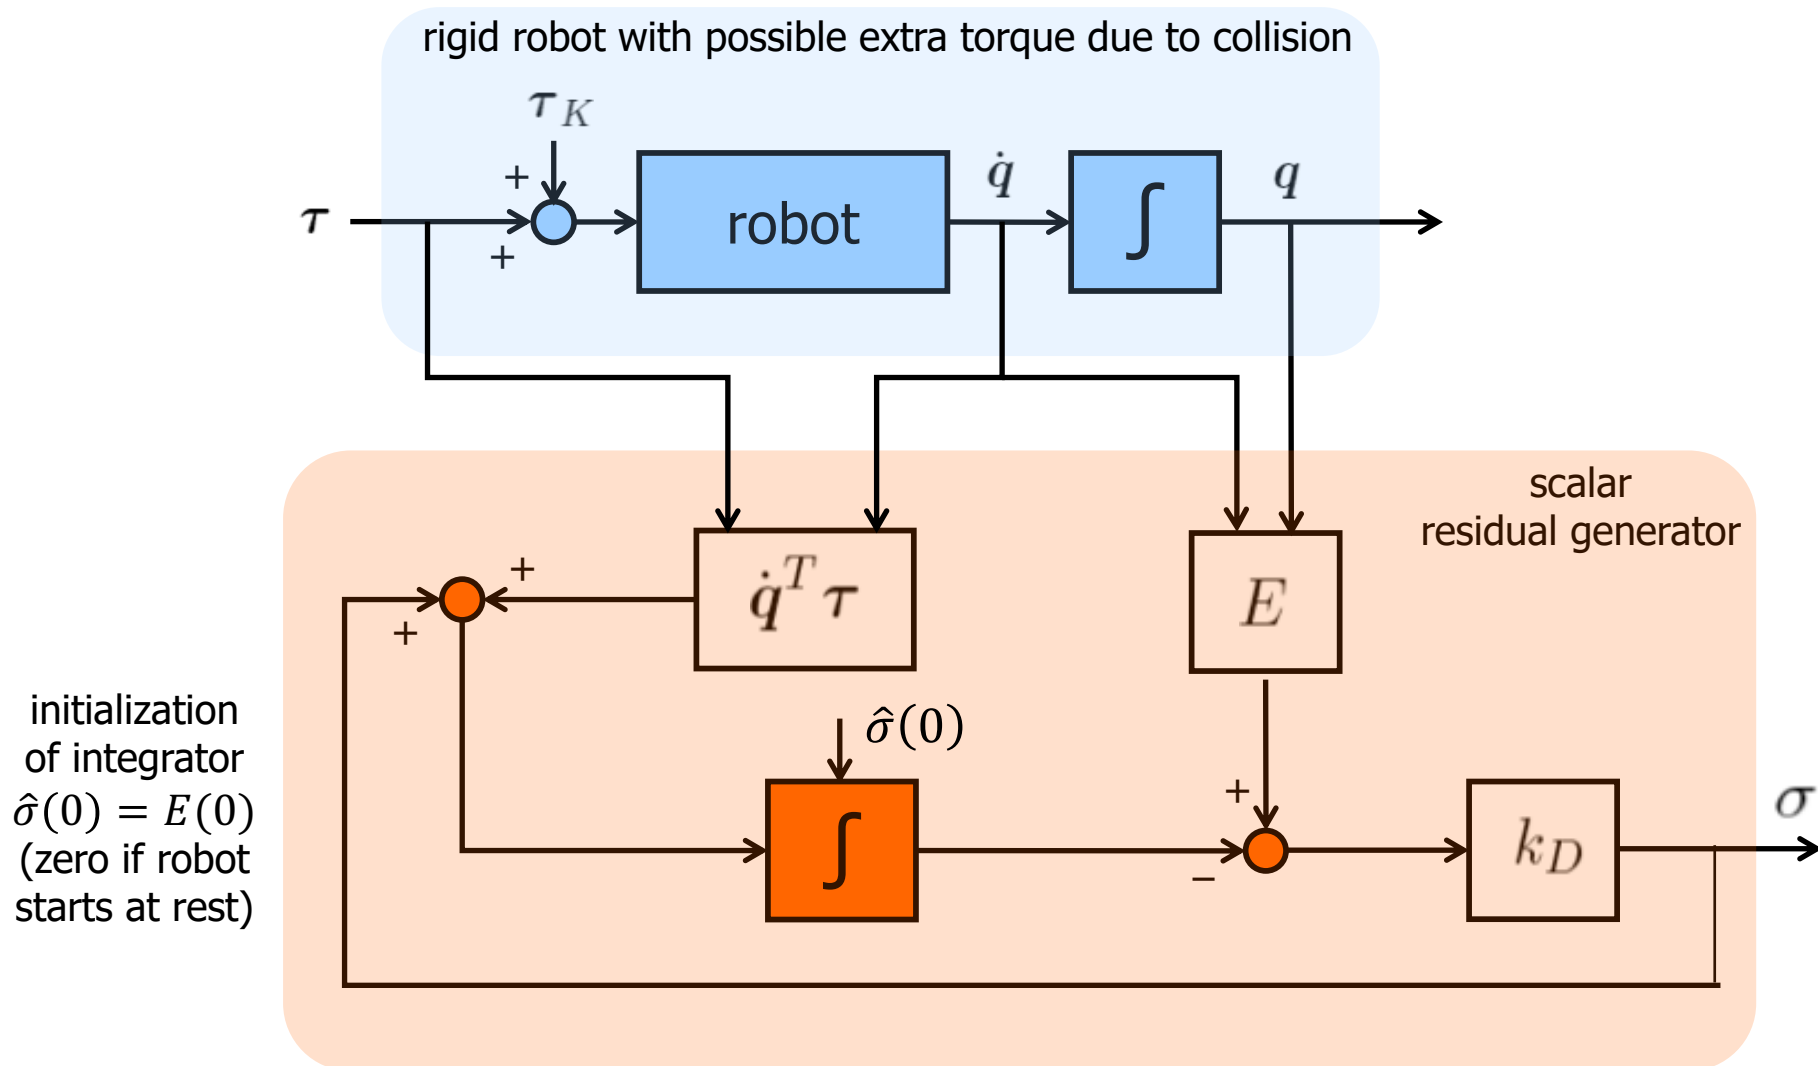 rigid robot with possible extra torque due to collision
τ_K
+
q̇
q
τ
robot
∫
+
scalar
residual generator
+
q̇ᵀ τ
E
+
initialization
of integrator
σ̂(0) = E(0)
(zero if robot
starts at rest)
σ̂(0)
+
σ
∫
k_D
−